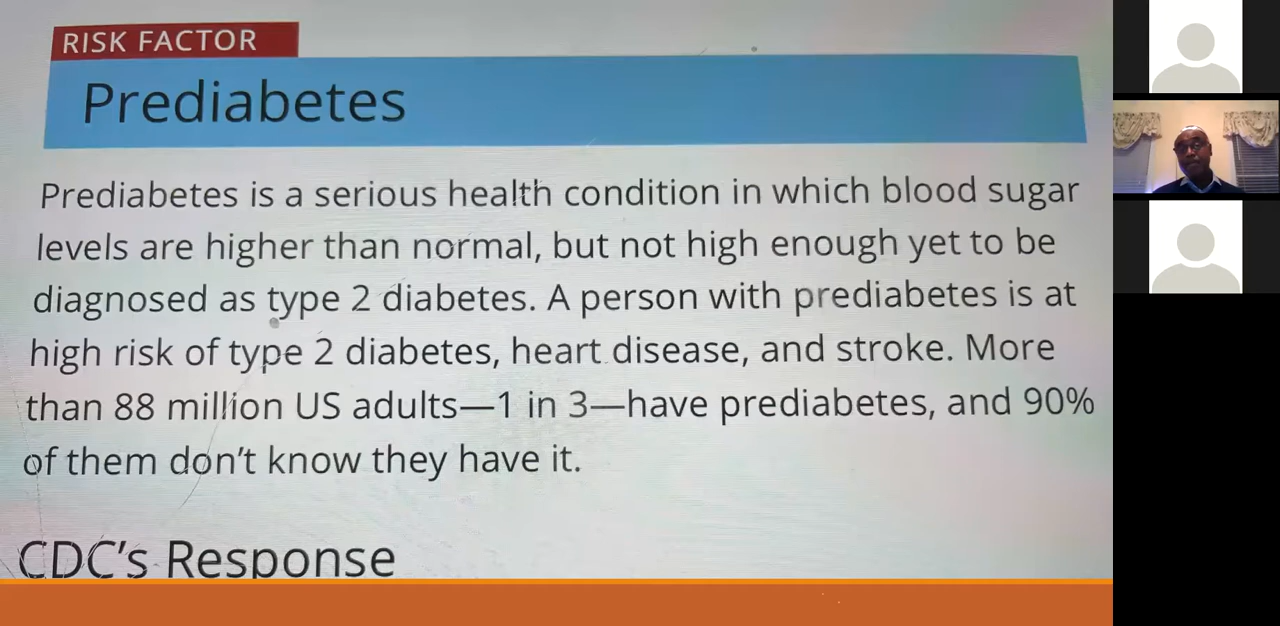 RISK FACTOR
Prediabetes
Prediabetes is a serious health condition in which blood sugar
levels are higher than normal, but not high enough yet to be
diagnosed as type 2 diabetes. A person with prediabetes is at
high risk of type 2 diabetes, heart disease, and stroke. More
than 88 million US adults—1 in 3—have prediabetes, and 90%
of them don't know they have it.
CDC's Response